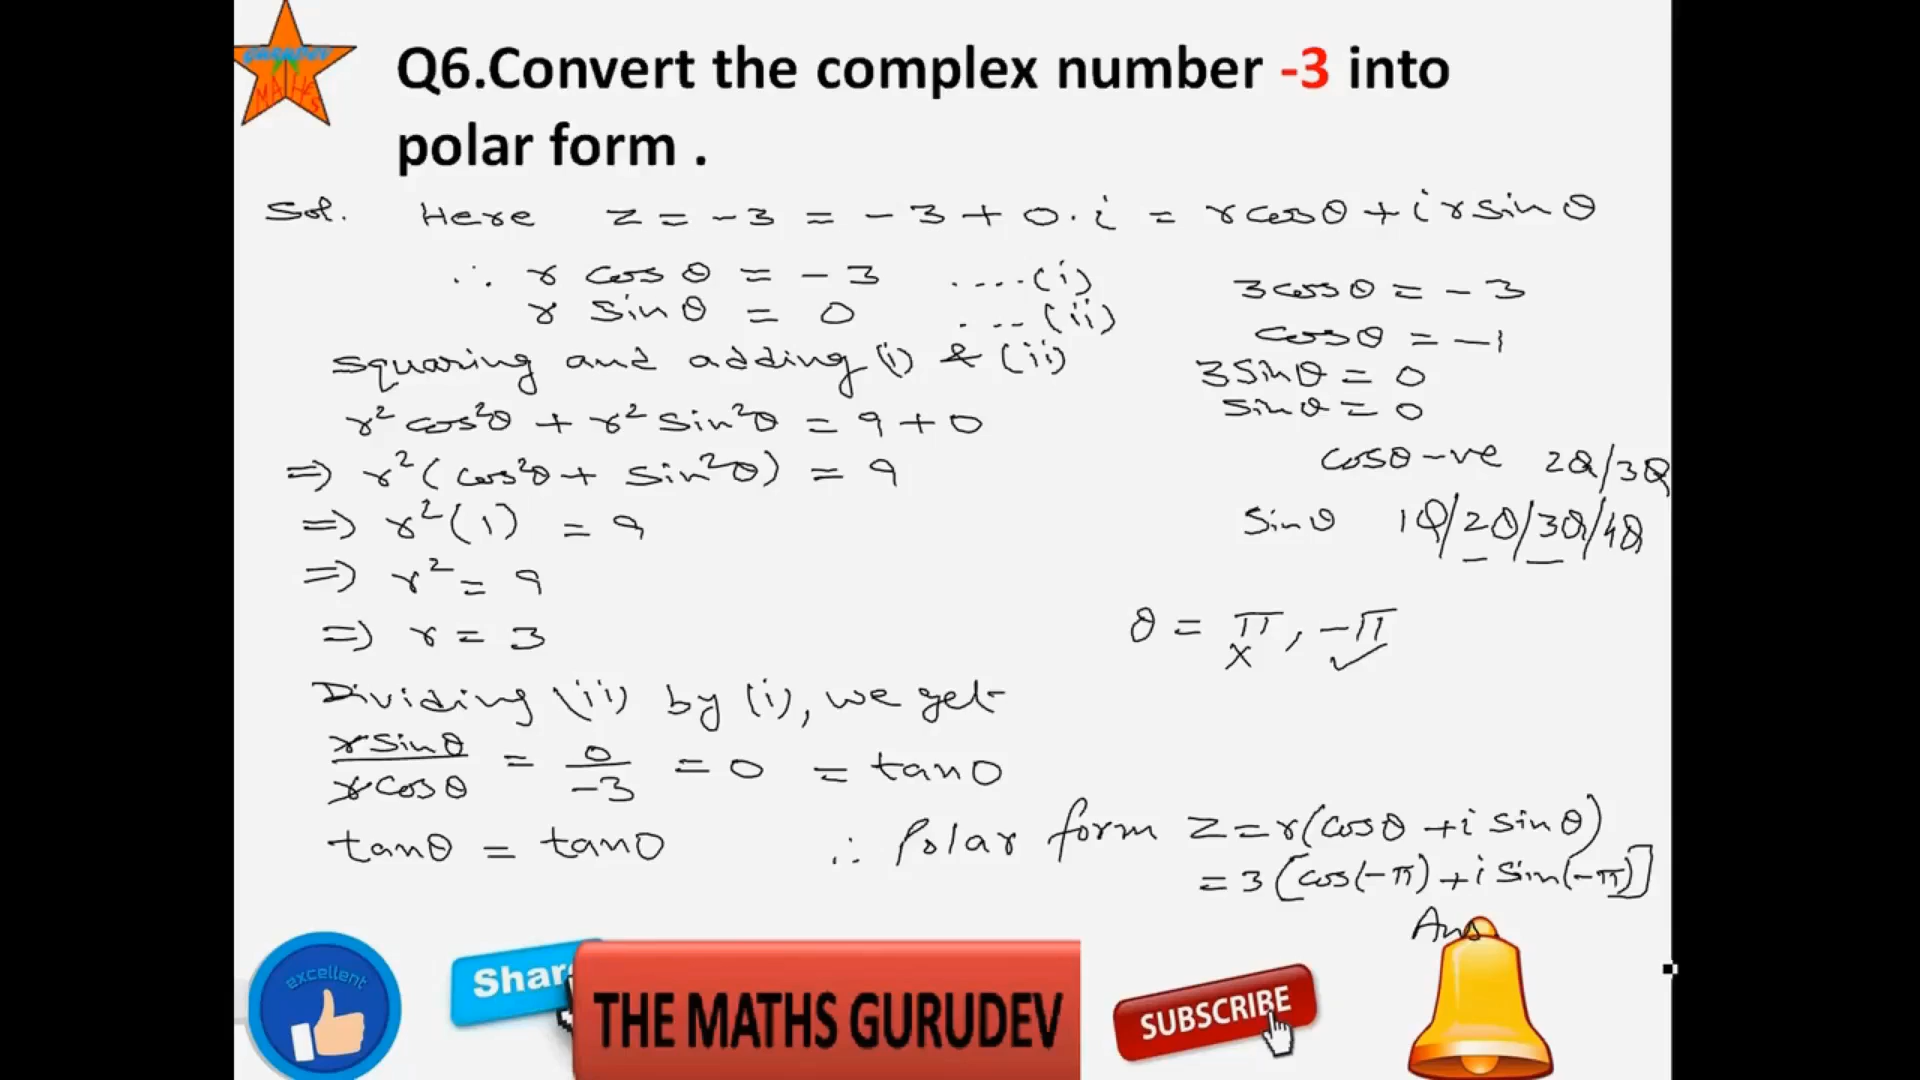 MATHS
Q6.Convert the complex number -3 into
polar form .
Sol. Here z = -3 = -3 + 0.i = r cosθ + i r sinθ
∴ r cosθ = -3 ....(i)
r sinθ = 0 ....(ii)
Squaring and adding (i) & (ii)
r² cos²θ + r² sin²θ = 9 + 0
=> r² (cos²θ + sin²θ) = 9
=> r² (1) = 9
=> r² = 9
=> r = 3
Dividing (ii) by (i), we get
r sinθ / r cosθ = 0 / -3 = 0 = tan0
tanθ = tan0
3cosθ = -3
cosθ = -1
3sinθ = 0
sinθ = 0
cosθ -ve 2Q/3Q
sinθ 1Q/2Q/3Q/4Q
θ = π, -π
x ✓
∴ Polar form z = r(cosθ + i sinθ)
= 3 [cos(-π) + i sin(-π)]
Ans
excellent
Share
THE MATHS GURUDEV
SUBSCRIBE